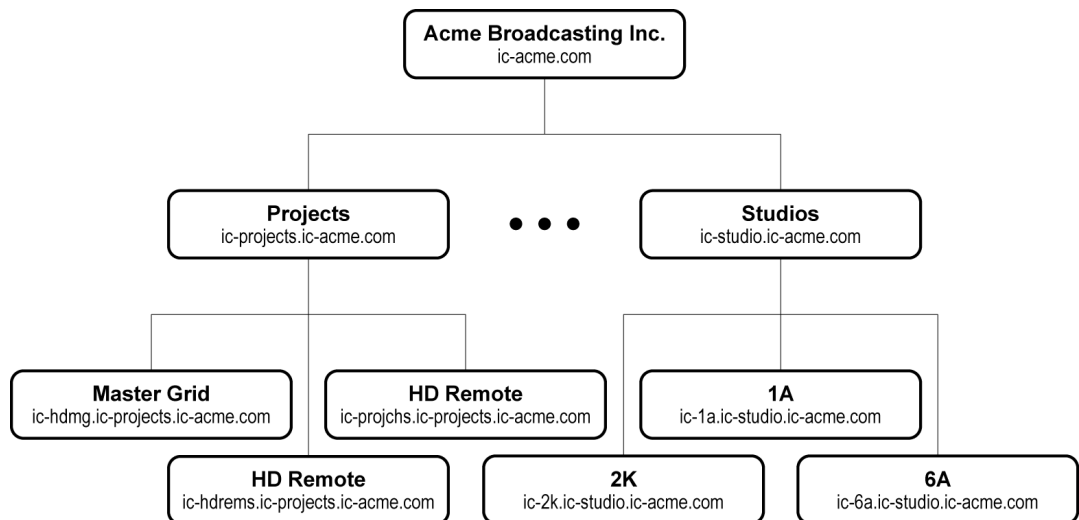 Acme Broadcasting Inc.
ic-acme.com
Projects
ic-projects.ic-acme.com
Studios
ic-studio.ic-acme.com
Master Grid
ic-hdmg.ic-projects.ic-acme.com
HD Remote
ic-projchs.ic-projects.ic-acme.com
1A
ic-1a.ic-studio.ic-acme.com
HD Remote
ic-hdrems.ic-projects.ic-acme.com
2K
ic-2k.ic-studio.ic-acme.com
6A
ic-6a.ic-studio.ic-acme.com